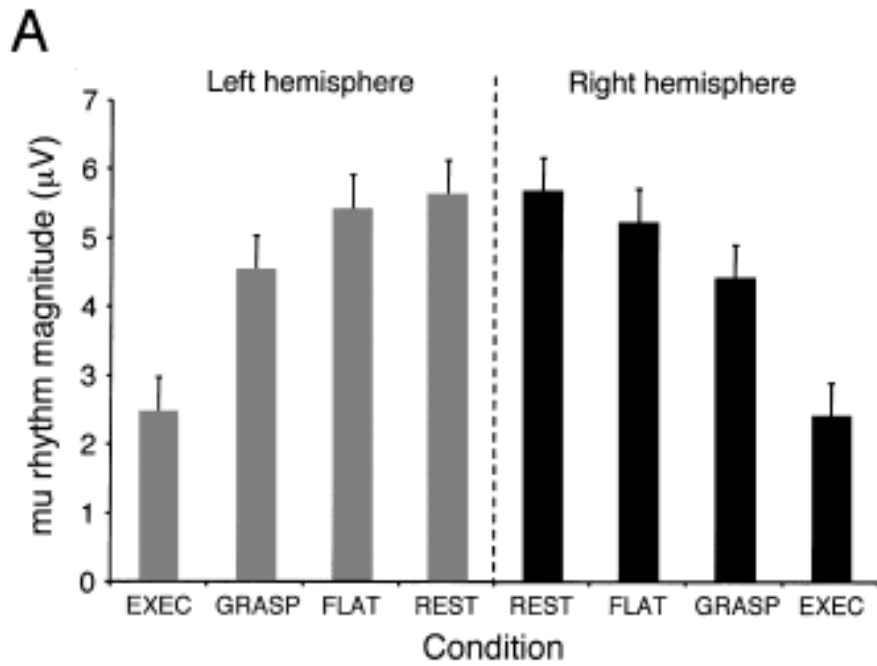 A
Left hemisphere
Right hemisphere
mu rhythm magnitude (µV)
7
6
5
4
3
2
1
0
EXEC GRASP FLAT REST REST FLAT GRASP EXEC
Condition